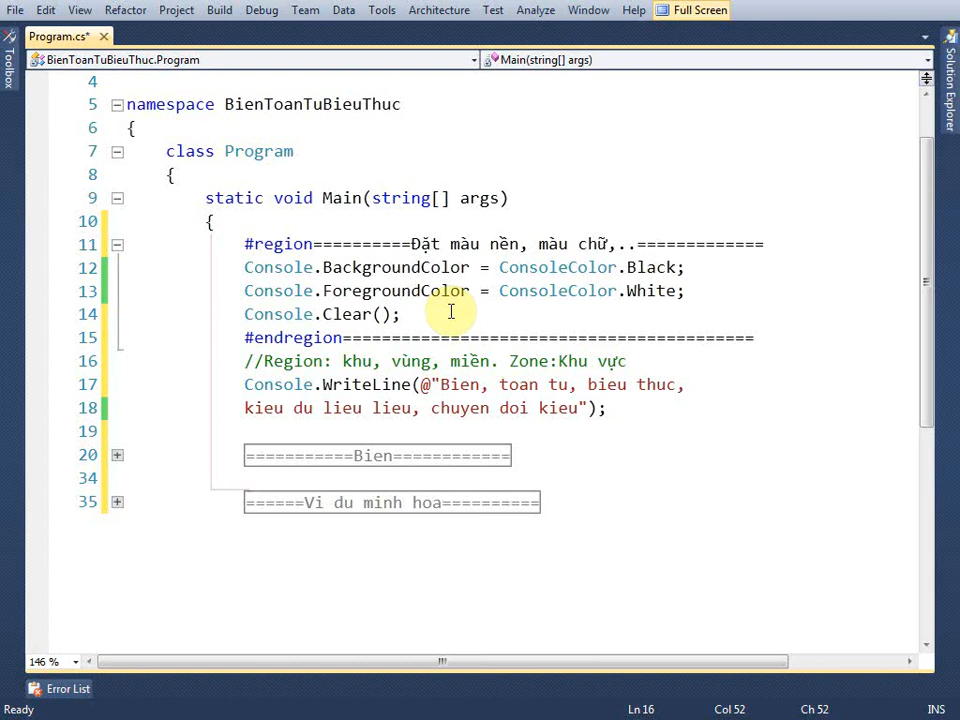 File Edit View Refactor Project Build Debug Team Data Tools Architecture Test Analyze Window Help Full Screen
Program.cs*
Toolbox
Solution Explorer
BienToanTuBieuThuc.Program Main(string[] args)
4
5 namespace BienToanTuBieuThuc
6 {
7 class Program
8 {
9 static void Main(string[] args)
10 {
11 #region==========Đặt màu nền, màu chữ,..=============
12 Console.BackgroundColor = ConsoleColor.Black;
13 Console.ForegroundColor = ConsoleColor.White;
14 Console.Clear();
15 #endregion==========================================
16 //Region: khu, vùng, miền. Zone:Khu vực
17 Console.WriteLine(@"Bien, toan tu, bieu thuc,
18 kieu du lieu lieu, chuyen doi kieu");
19
20 ===========Bien============
34
35 ======Vi du minh hoa==========
146 %
Error List
Ready Ln 16 Col 52 Ch 52 INS